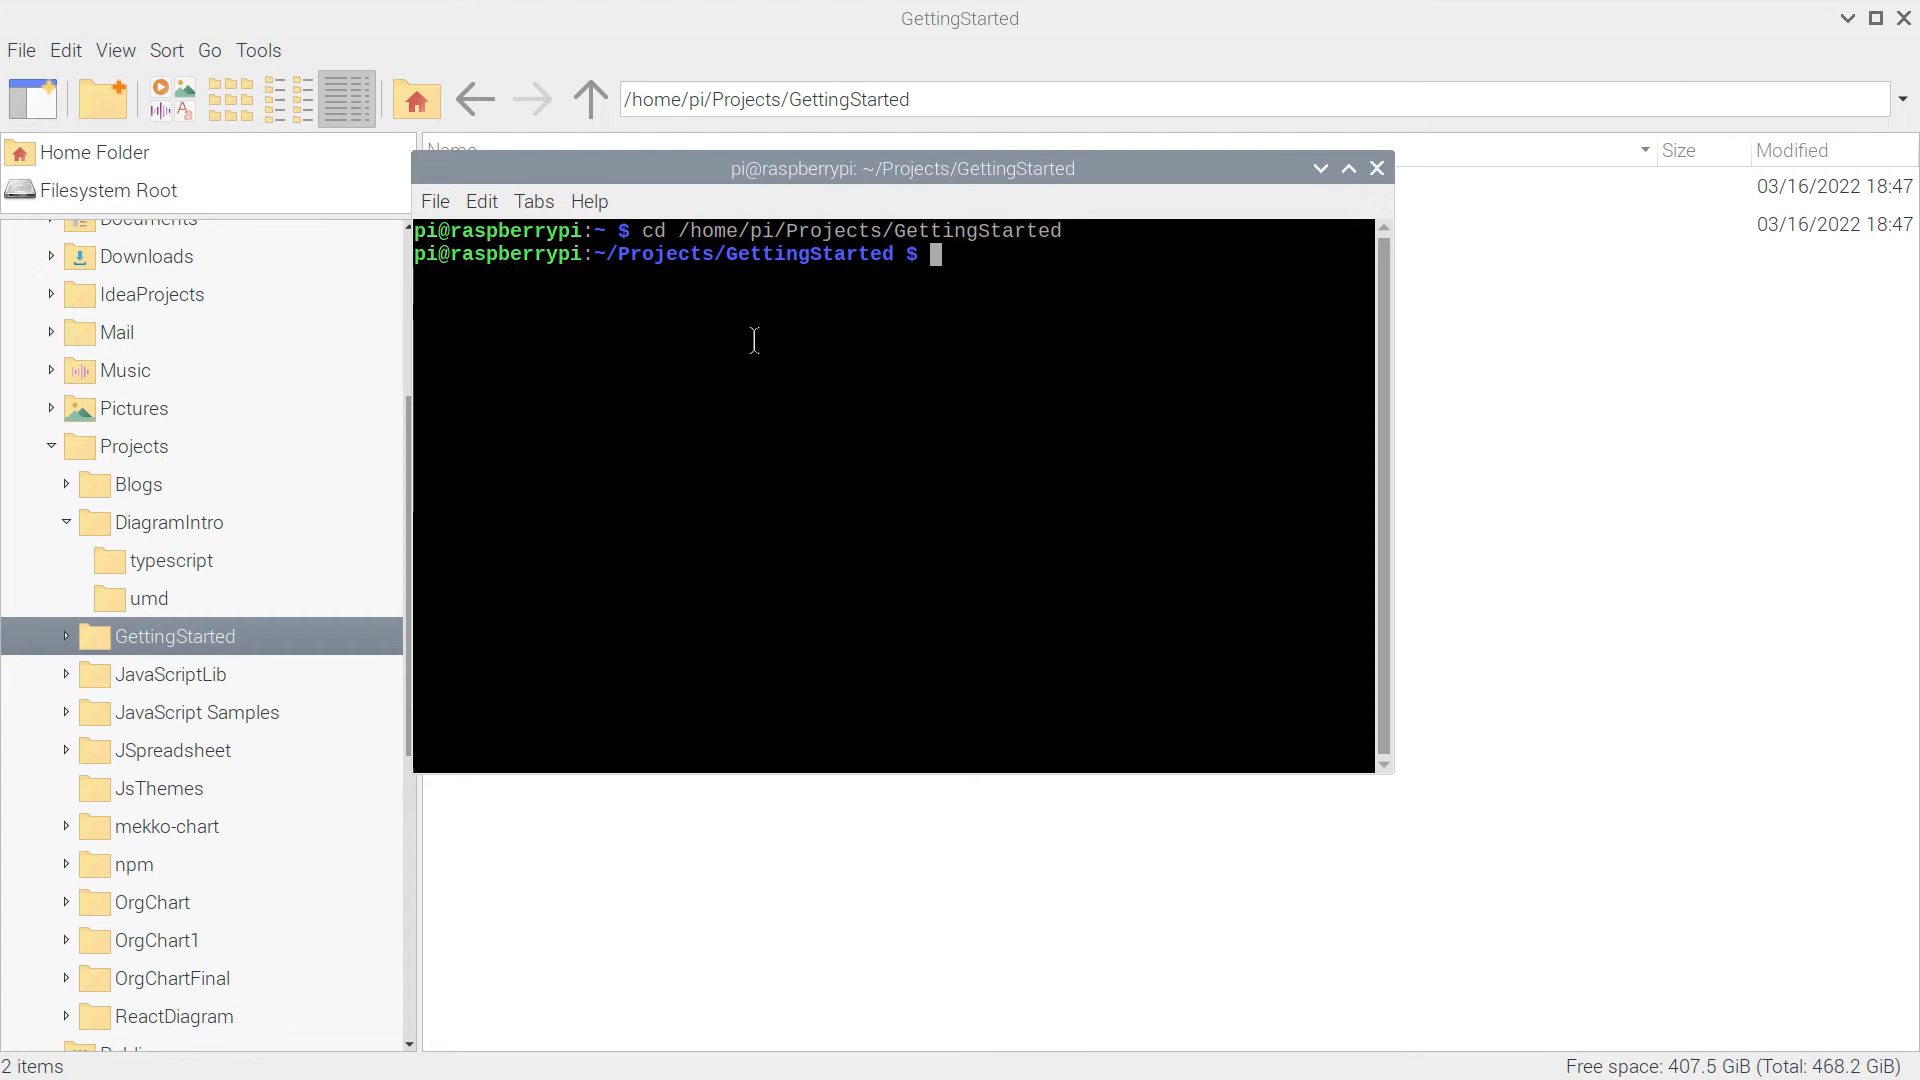 GettingStarted
File Edit View Sort Go Tools
/home/pi/Projects/GettingStarted
Home Folder
Filesystem Root
Documents
Downloads
IdeaProjects
Mail
Music
Pictures
Projects
Blogs
DiagramIntro
typescript
umd
GettingStarted
JavaScriptLib
JavaScript Samples
JSpreadsheet
JsThemes
mekko-chart
npm
OrgChart
OrgChart1
OrgChartFinal
ReactDiagram
Name Size Modified
03/16/2022 18:47
03/16/2022 18:47
pi@raspberrypi: ~/Projects/GettingStarted
File Edit Tabs Help
pi@raspberrypi:~ $ cd /home/pi/Projects/GettingStarted
pi@raspberrypi:~/Projects/GettingStarted $
2 items
Free space: 407.5 GiB (Total: 468.2 GiB)